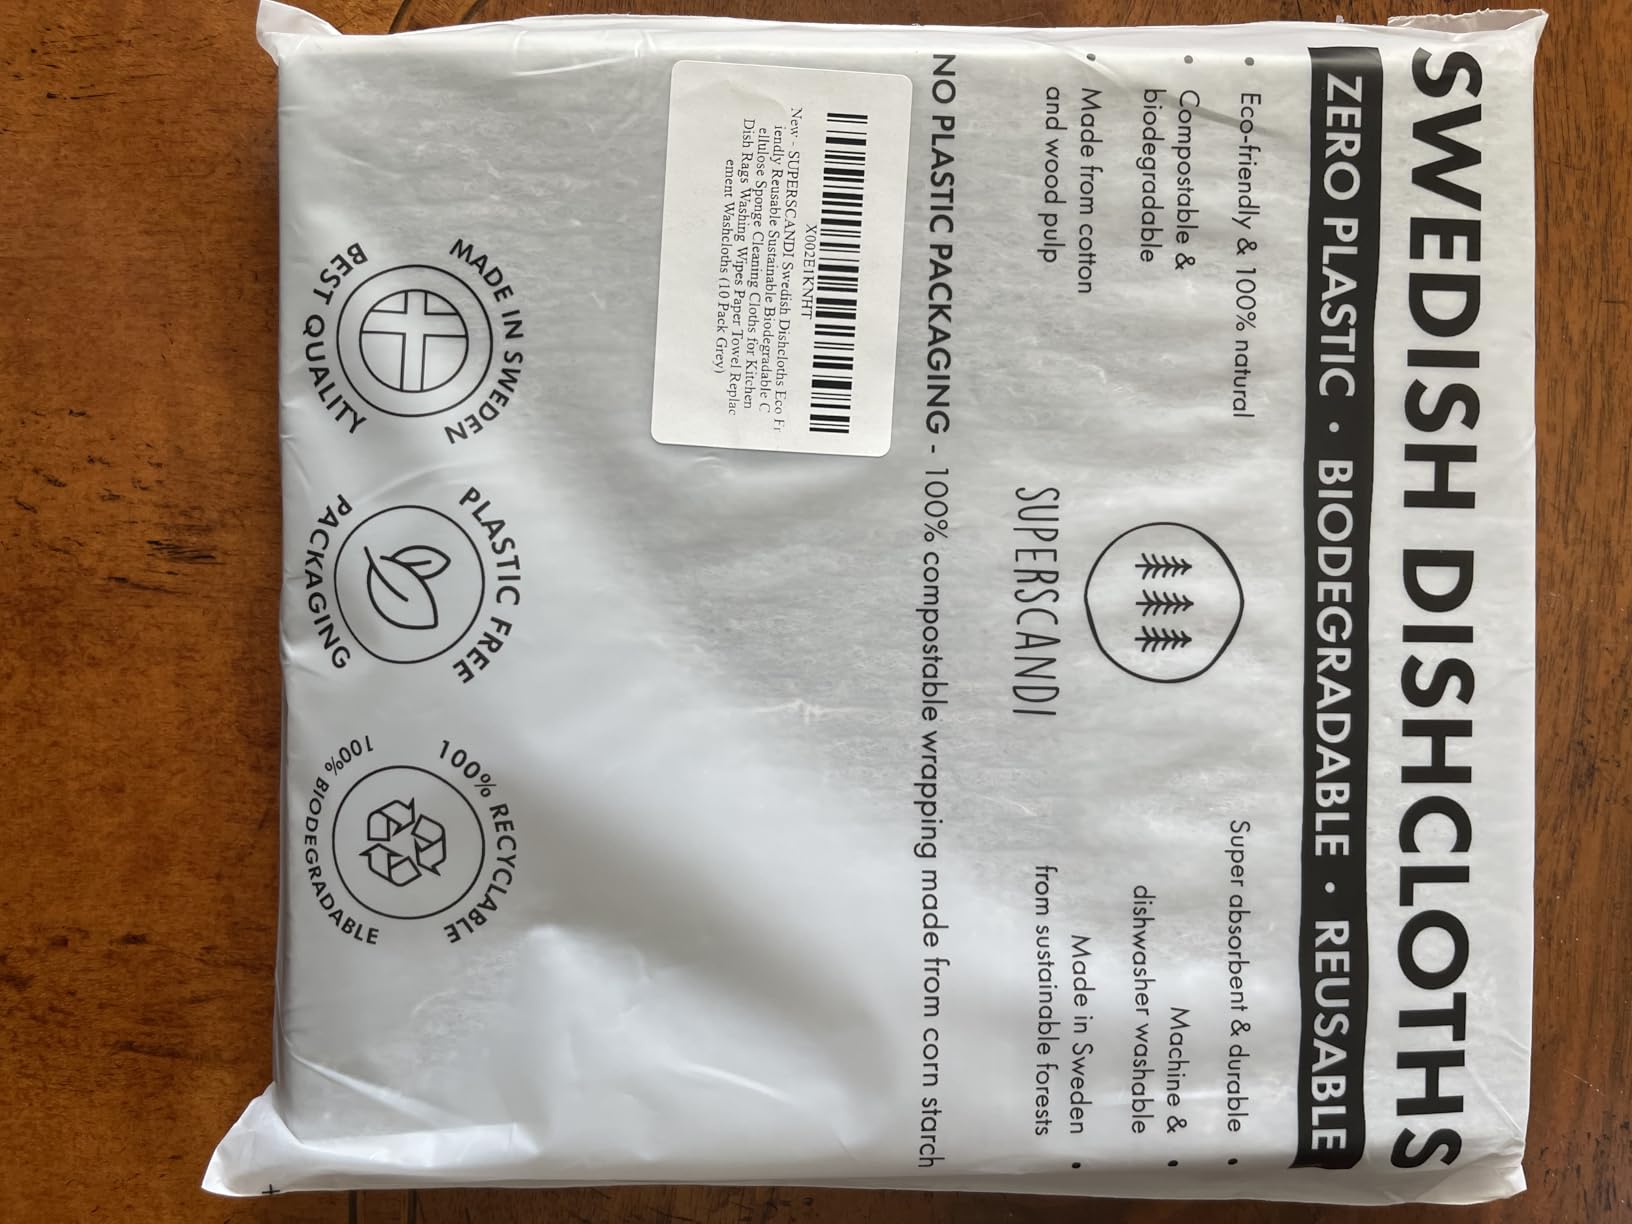 SWEDISH DISHCLOTHS
ZERO PLASTIC • BIODEGRADABLE • REUSABLE
• Eco-friendly & 100% natural
• Compostable &
biodegradable
• Made from cotton
and wood pulp
SUPERSCANDI
Super absorbent & durable •
Machine & •
dishwasher washable
Made in Sweden •
from sustainable forests
NO PLASTIC PACKAGING - 100% compostable wrapping made from corn starch
X002E1KNHT
New - SUPERSCANDI Swedish Dishcloths Eco Fr
iendly Reusable Sustainable Biodegradable C
ellulose Sponge Cleaning Cloths for Kitchen
Dish Rags Washing Wipes Paper Towel Replac
ement Washcloths (10 Pack Grey)
MADE IN SWEDEN
BEST QUALITY
PLASTIC FREE
PACKAGING
100% RECYCLABLE
100% BIODEGRADABLE